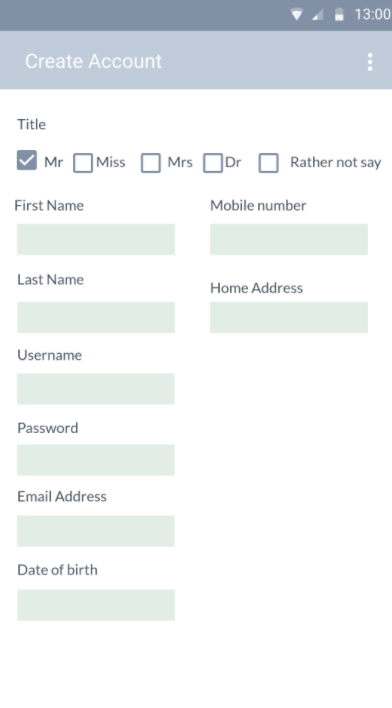 13:00
Create Account
Title
Mr Miss Mrs Dr Rather not say
First Name Mobile number
Last Name
Home Address
Username
Password
Email Address
Date of birth